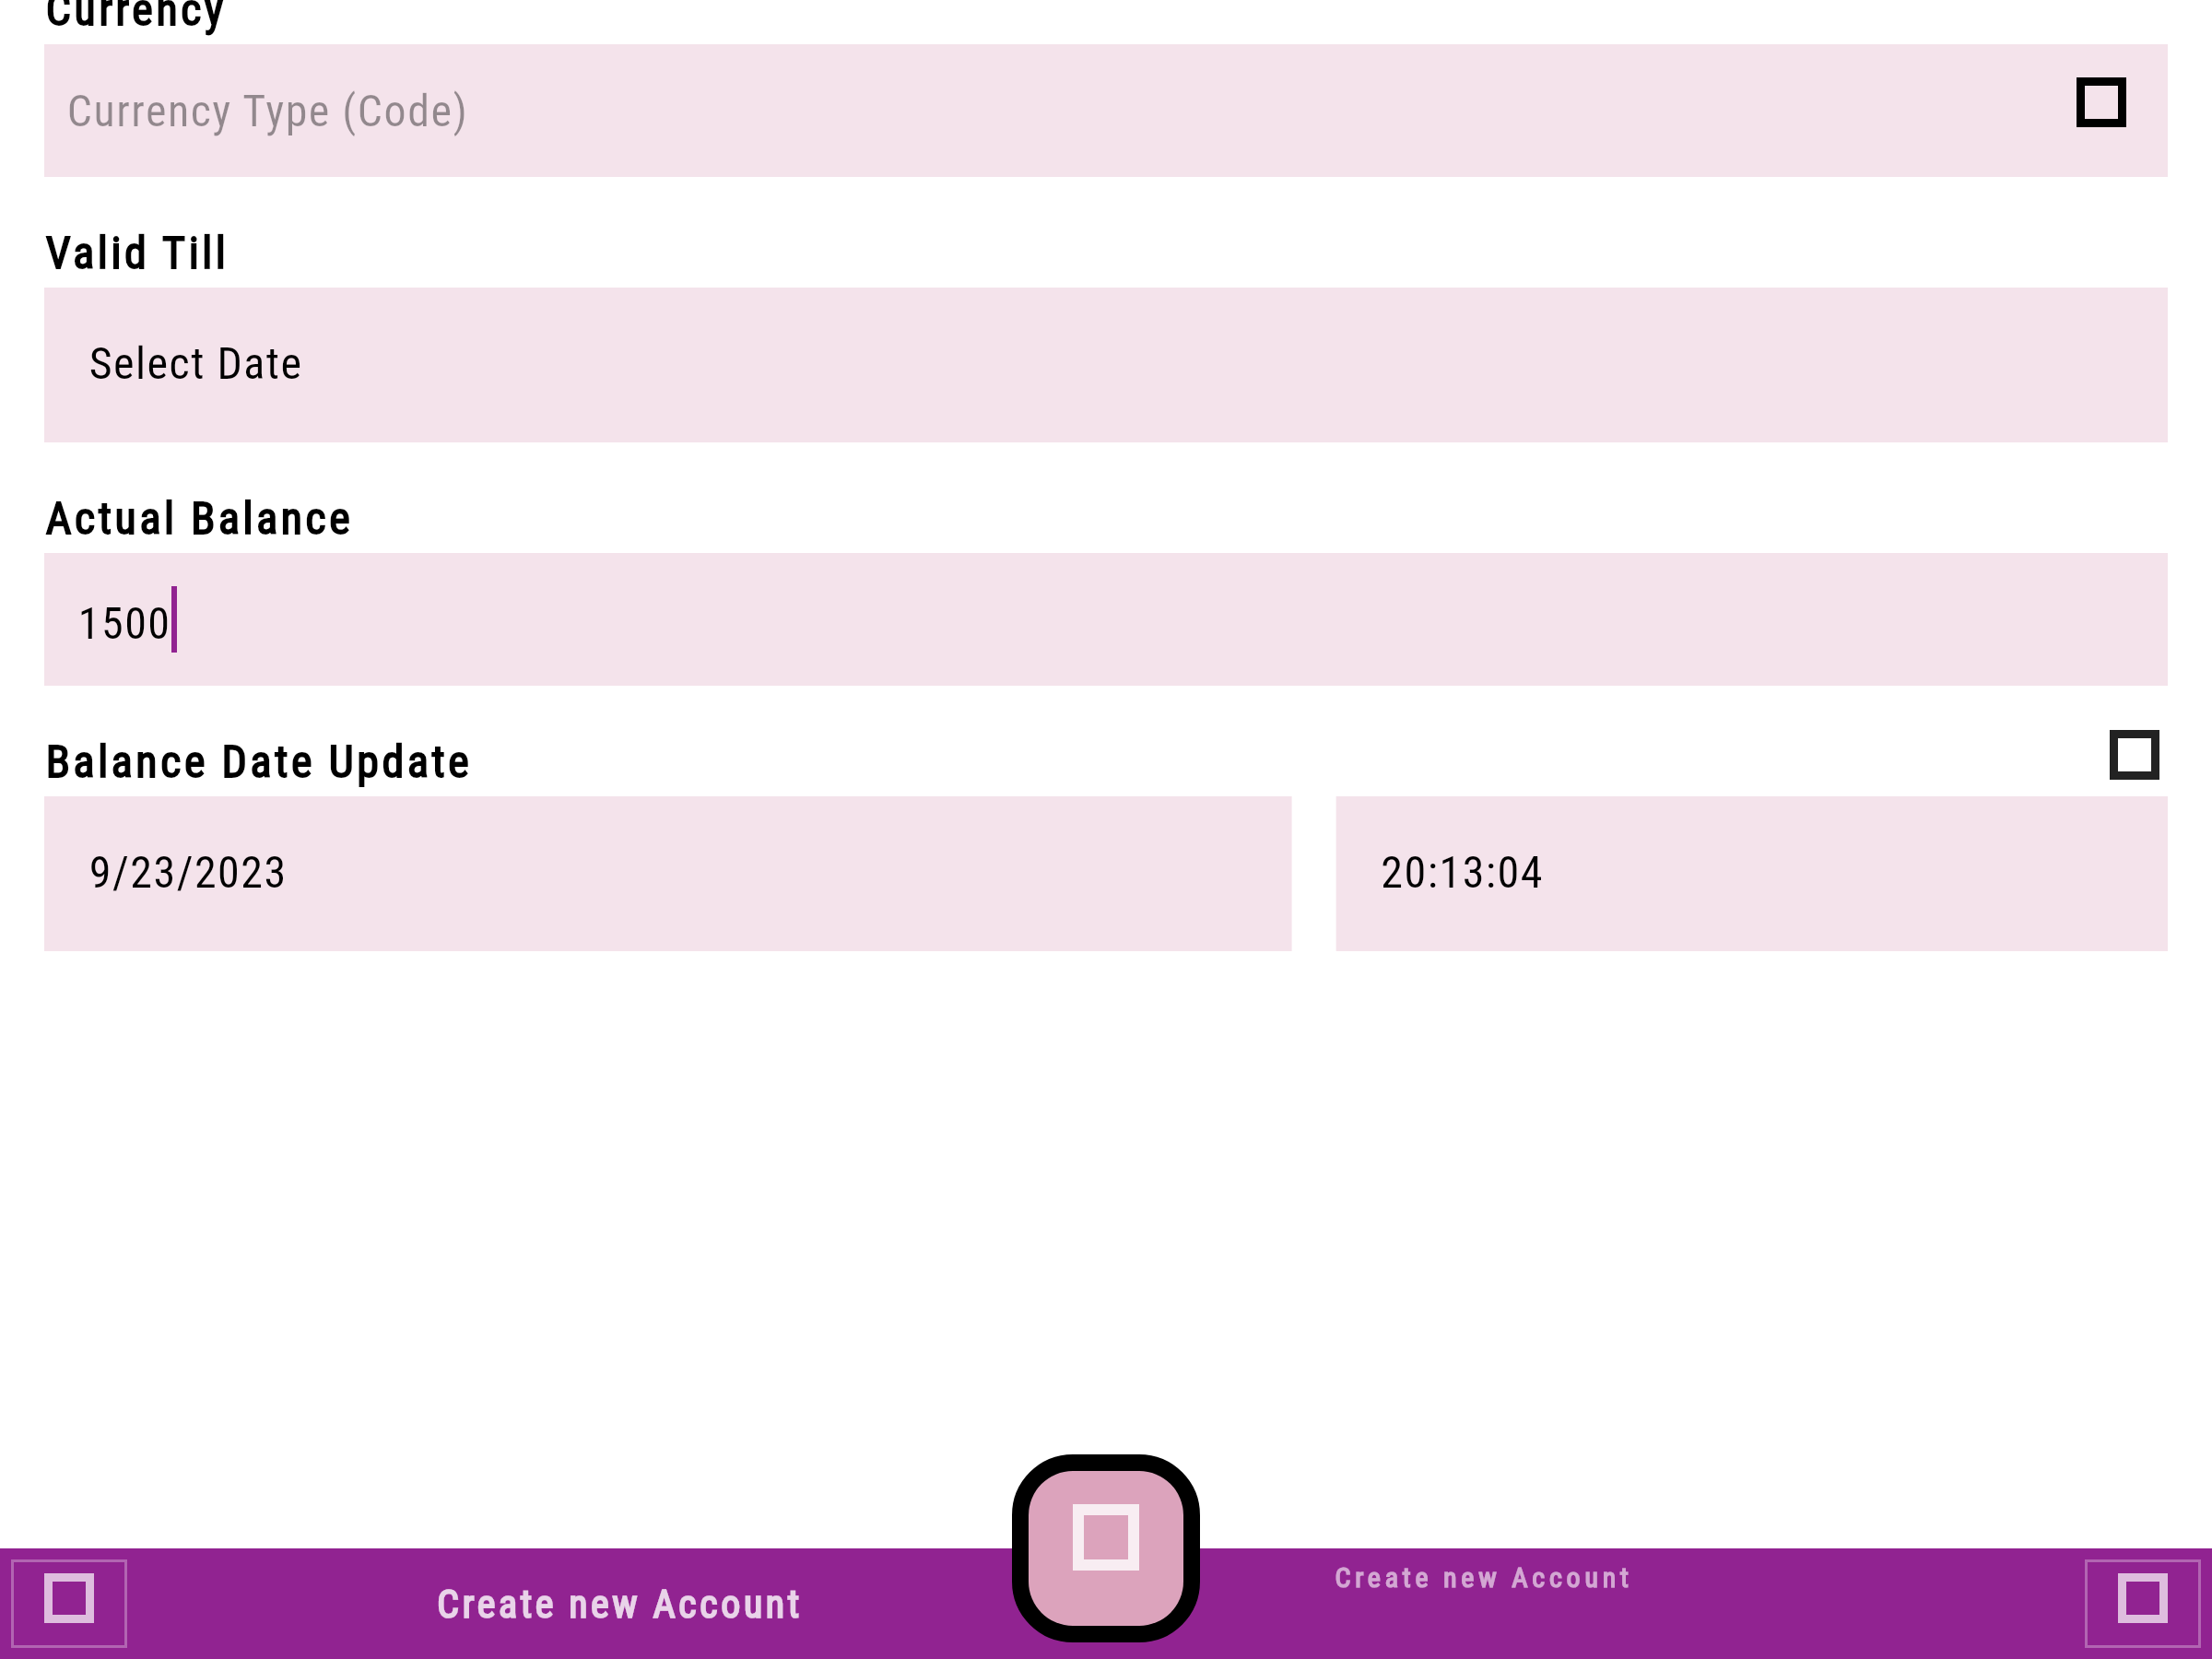 Currency
Currency Type (Code)
Valid Till
Select Date
Actual Balance
1500
Balance Date Update
9/23/2023
20:13:04
Create new Account
Create new Account